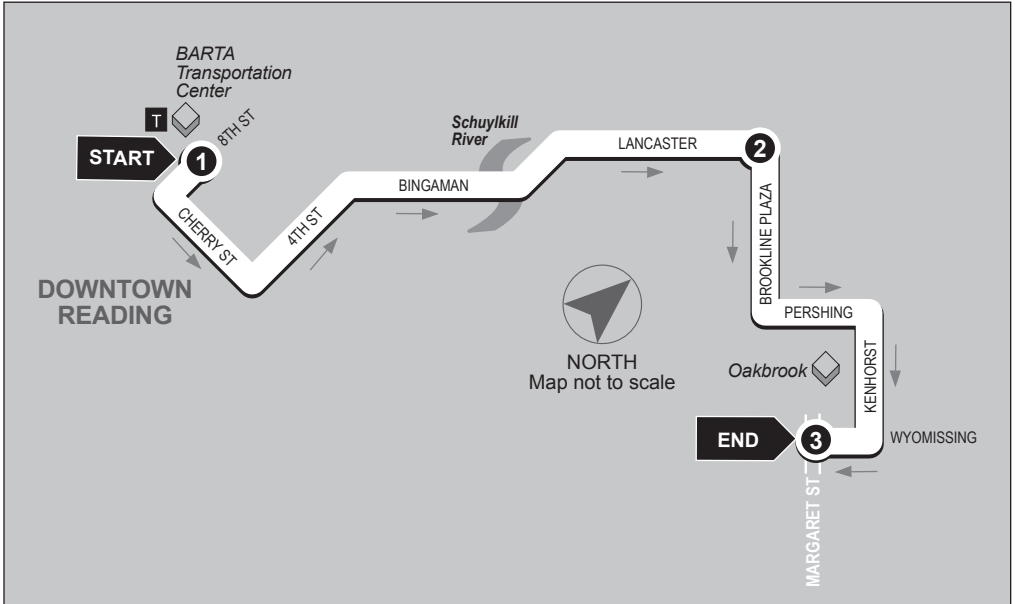 BARTA
Transportation
Center
T
8TH ST
START
1
CHERRY ST
4TH ST
DOWNTOWN
READING
BINGAMAN
Schuylkill
River
LANCASTER
2
BROOKLINE PLAZA
PERSHING
NORTH
Map not to scale
Oakbrook
KENHORST
END
3
WYOMISSING
MARGARET ST